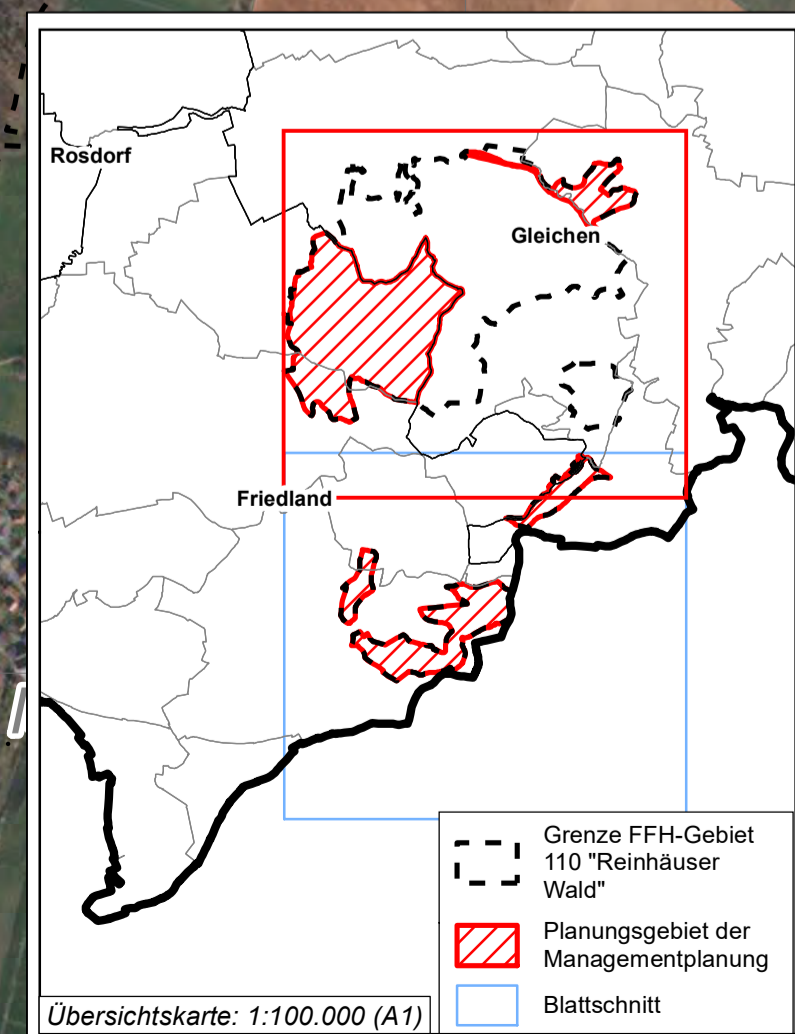 Rosdorf
Gleichen
Friedland
Grenze FFH-Gebiet
110 "Reinhäuser
Wald"
Planungsgebiet der
Managementplanung
Blattschnitt
Übersichtskarte: 1:100.000 (A1)